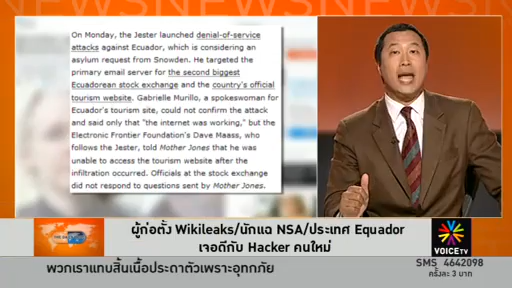 NEWSNEWSNEWS
On Monday, the Jester launched denial-of-service
attacks against Ecuador, which is considering an
asylum request from Snowden. He targeted the
primary email server for the second biggest
Ecuadorean stock exchange and the country's official
tourism website. Gabrielle Murillo, a spokeswoman for
Ecuador's tourism site, could not confirm the attack
and said only that "the internet was working," but the
Electronic Frontier Foundation's Dave Maass, who
follows the Jester, told Mother Jones that he was
unable to access the tourism website after the
infiltration occurred. Officials at the stock exchange
did not respond to questions sent by Mother Jones.
ผู้ก่อตั้ง Wikileaks/นักแฉ NSA/ประเทศ Equador
เจอดีกับ Hacker คนใหม่
VOICETV
พวกเราแทบสิ้นเนื้อประดาตัวเพราะอุทกภัย
SMS 4642098
ครั้งละ 3 บาท